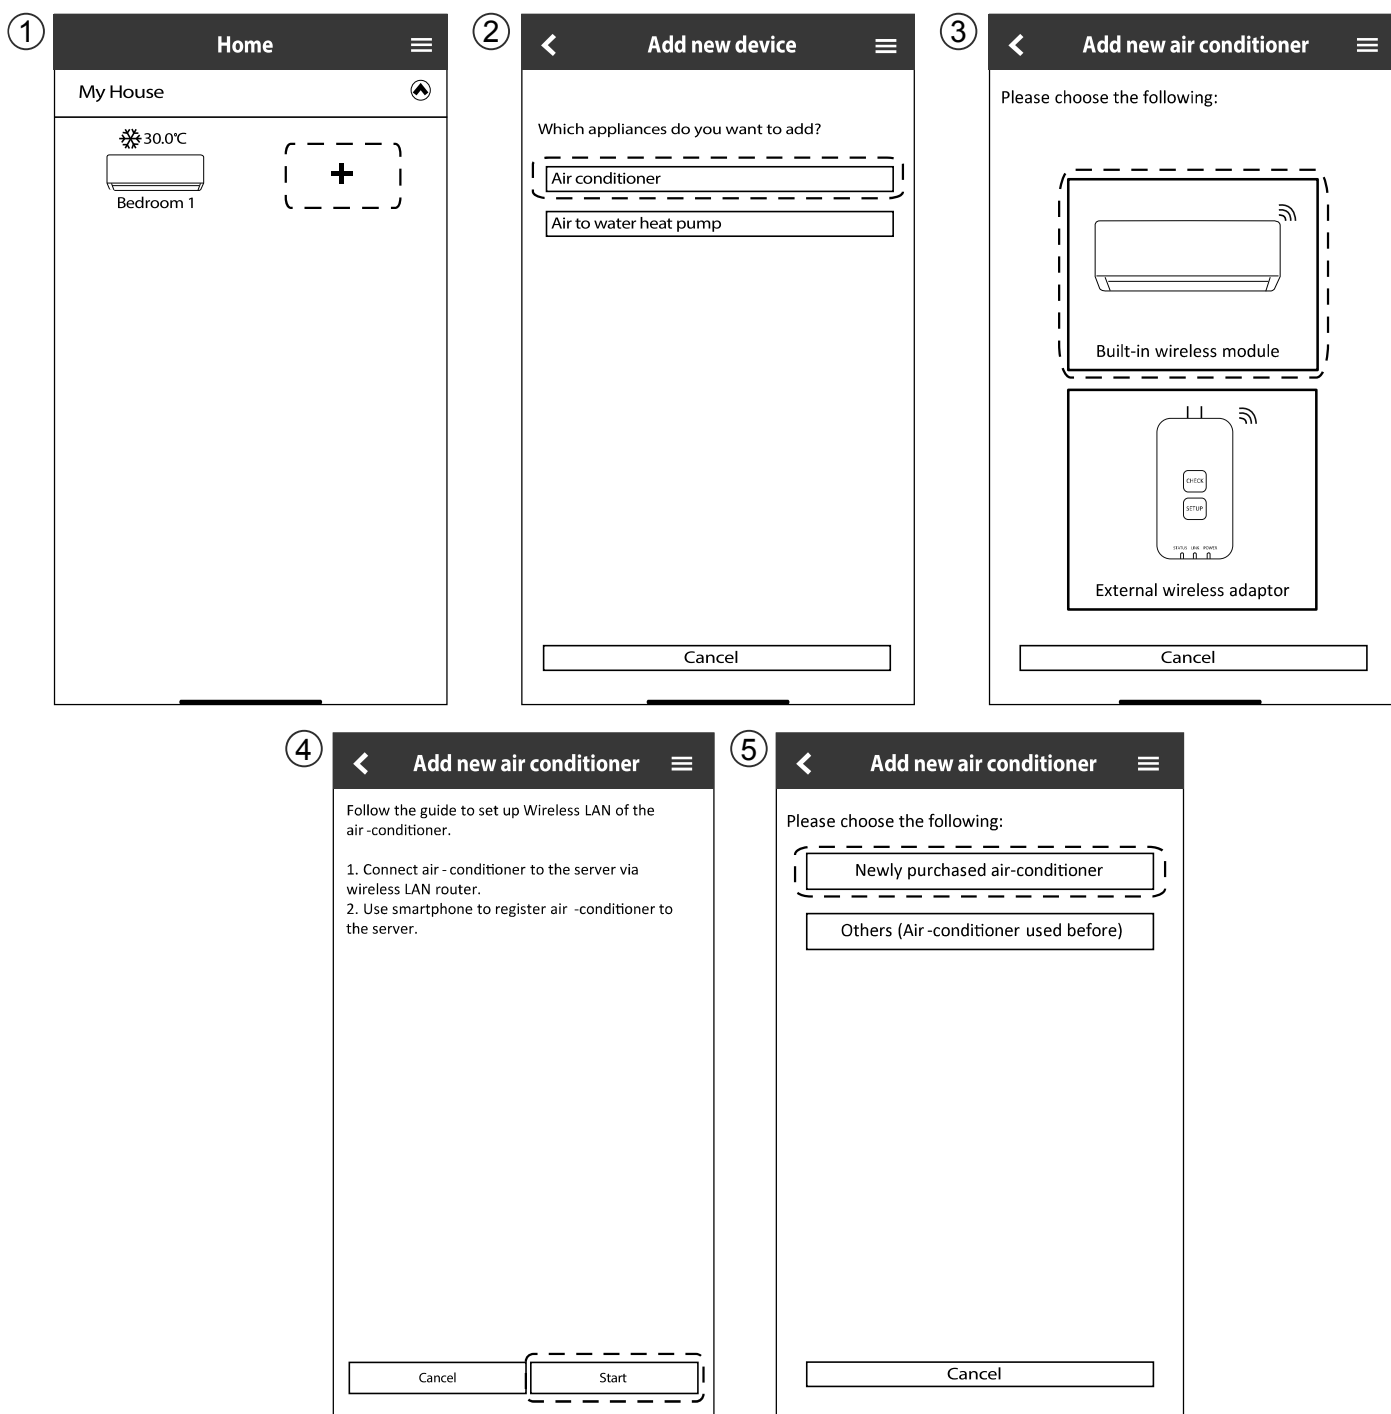 1
Home
My House
30.0℃
Bedroom 1
2
Add new device
Which appliances do you want to add?
Air conditioner
Air to water heat pump
Cancel
3
Add new air conditioner
Please choose the following:
Built-in wireless module
CHECK
SETUP
STATUS LINK POWER
External wireless adaptor
Cancel
4
Add new air conditioner
Follow the guide to set up Wireless LAN of the
air -conditioner.
1. Connect air - conditioner to the server via
wireless LAN router.
2. Use smartphone to register air -conditioner to
the server.
Cancel
Start
5
Add new air conditioner
Please choose the following:
Newly purchased air-conditioner
Others (Air -conditioner used before)
Cancel